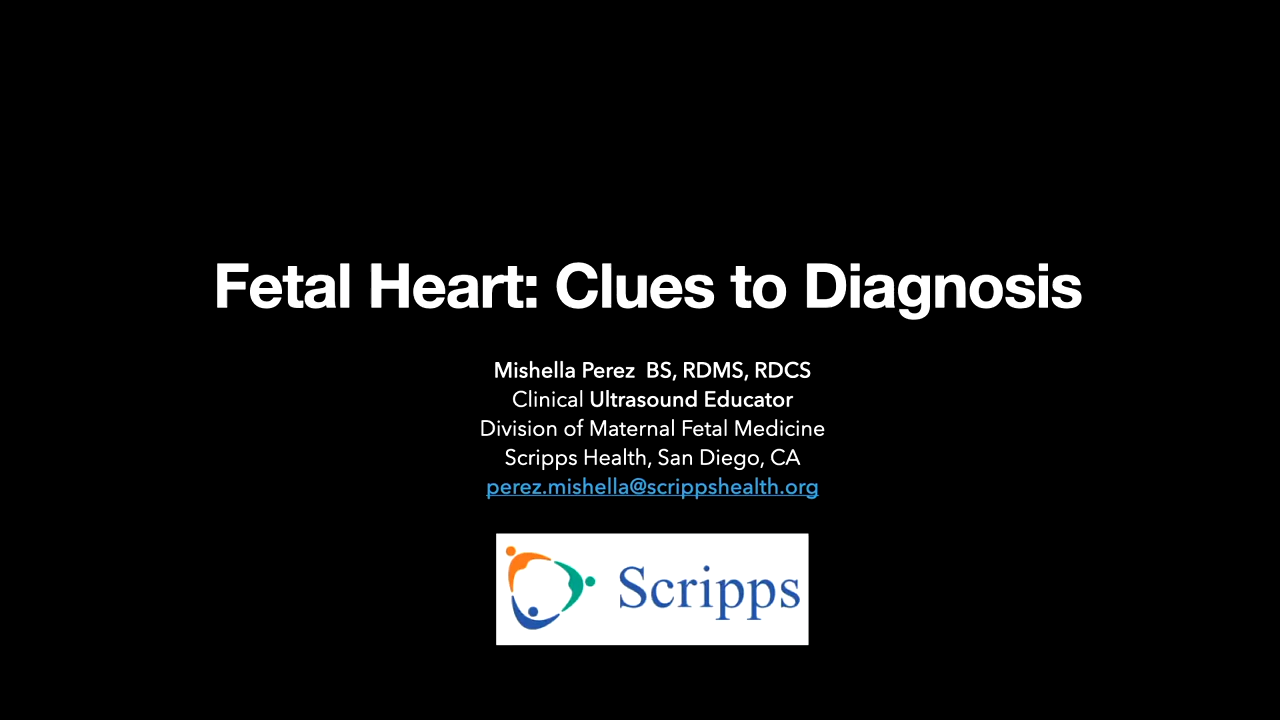 Fetal Heart: Clues to Diagnosis
Mishella Perez  BS, RDMS, RDCS
Clinical Ultrasound Educator
Division of Maternal Fetal Medicine
Scripps Health, San Diego, CA
perez.mishella@scrippshealth.org
Scripps